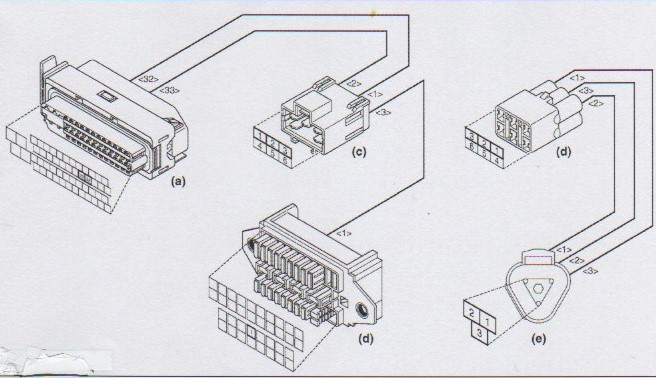 <32>
<33>
(a)
<2>
<1>
<3>
1 2 3
4 5 6
(c)
<1>
(d)
<1>
<3>
<2>
3 2 1
6 5 4
(d)
<1>
<2>
<3>
2 1
3
(e)